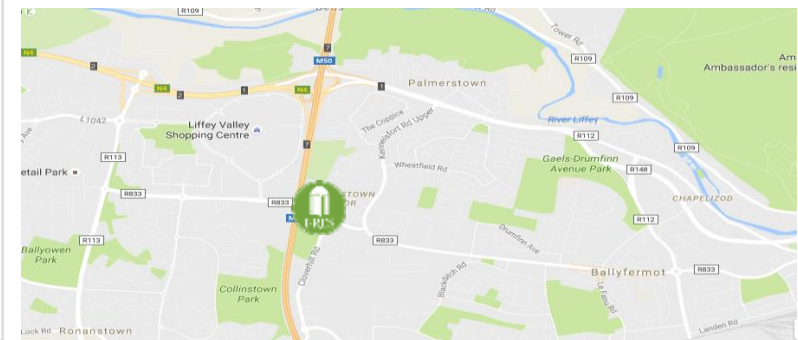 R109
N4
2
M50
7
N4
2
1
1
Palmerstown
Tower Rd
R109
R109
Ambassador's resi
L1042
Liffey Valley
Shopping Centre
The Coppice
Kennelsfort Rd Upper
River Liffey
R112
R109
R113
7
Wheatfield Rd
Gaels-Drumfinn
Avenue Park
R148
etail Park
R833
R833
CHAPELIZOD
R113
R833
R112
Ballyowen
Park
Cloverhill Rd
Drumfinn Ave
Blackditch Rd
Ballyfermot
R833
Collinstown
Park
Le Fanu Rd
Lock Rd
Ronanstown
Landen Rd